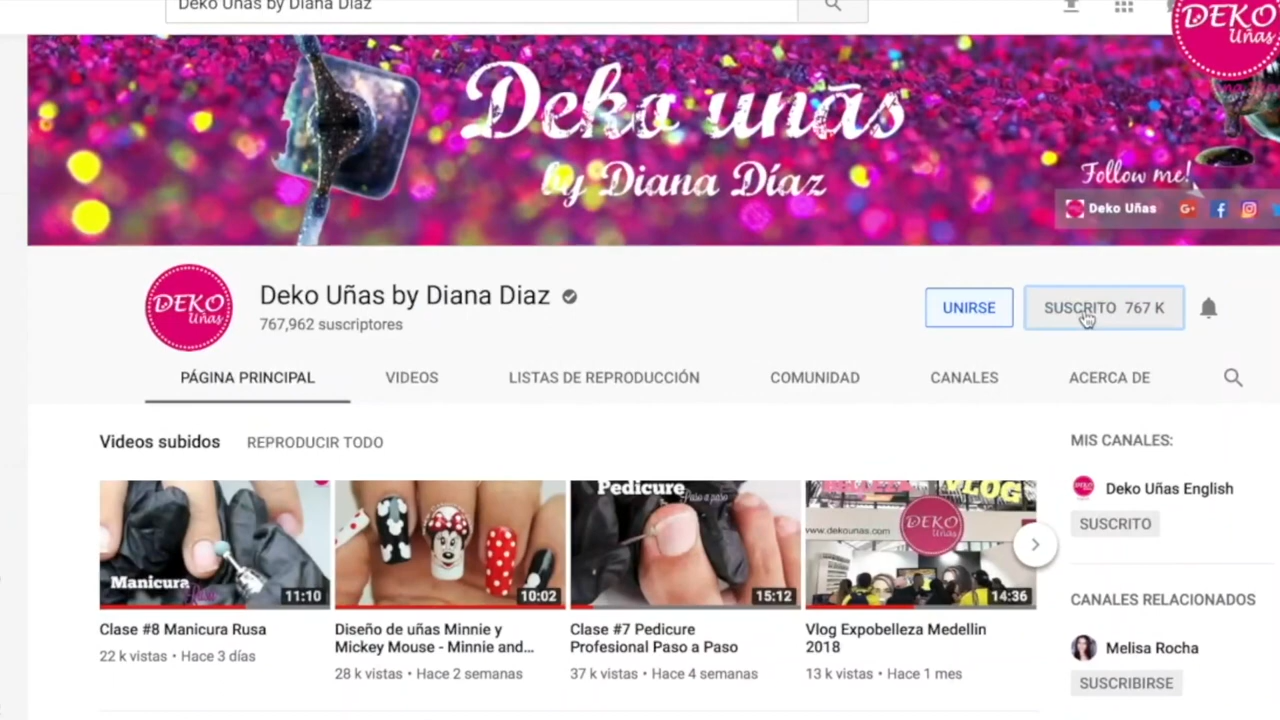 Deko Uñas by Diana Diaz
DEKO
Uñas
Deko uñas
by Diana Díaz
Follow me!
Deko Uñas
G+
DEKO
Uñas
Deko Uñas by Diana Diaz
767,962 suscriptores
UNIRSE
SUSCRITO 767 K
PÁGINA PRINCIPAL
VIDEOS
LISTAS DE REPRODUCCIÓN
COMUNIDAD
CANALES
ACERCA DE
Videos subidos
REPRODUCIR TODO
Manicura
Rusa
11:10
10:02
Pedicure
Paso a paso
15:12
VLOG
www.dekounas.com
DEKO
Uñas
14:36
Clase #8 Manicura Rusa
22 k vistas • Hace 3 días
Diseño de uñas Minnie y
Mickey Mouse - Minnie and...
28 k vistas • Hace 2 semanas
Clase #7 Pedicure
Profesional Paso a Paso
37 k vistas • Hace 4 semanas
Vlog Expobelleza Medellin
2018
13 k vistas • Hace 1 mes
MIS CANALES:
Deko Uñas English
SUSCRITO
CANALES RELACIONADOS
Melisa Rocha
SUSCRIBIRSE